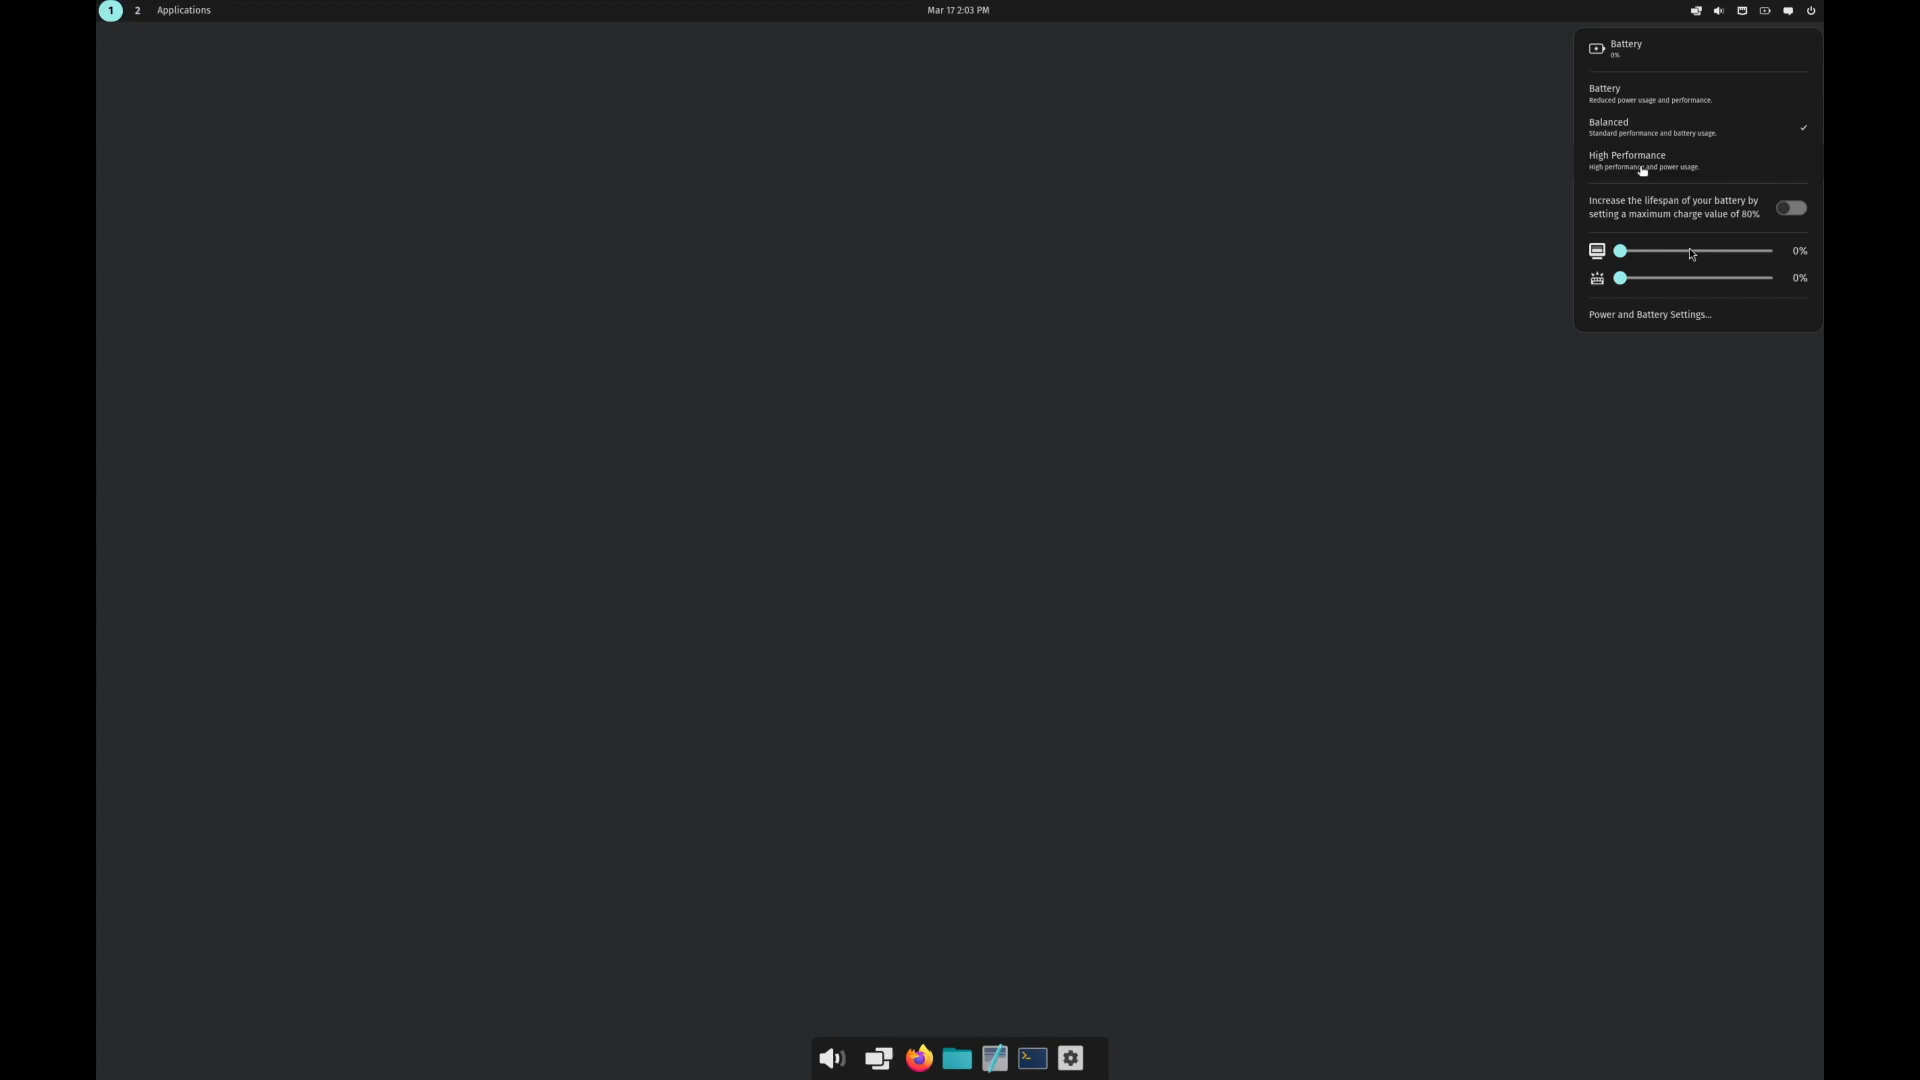 1 2 Applications Mar 17 2:03 PM
Battery
0%
Battery
Reduced power usage and performance.
Balanced
Standard performance and battery usage.
High Performance
High performance and power usage.
Increase the lifespan of your battery by
setting a maximum charge value of 80%
0%
0%
Power and Battery Settings...